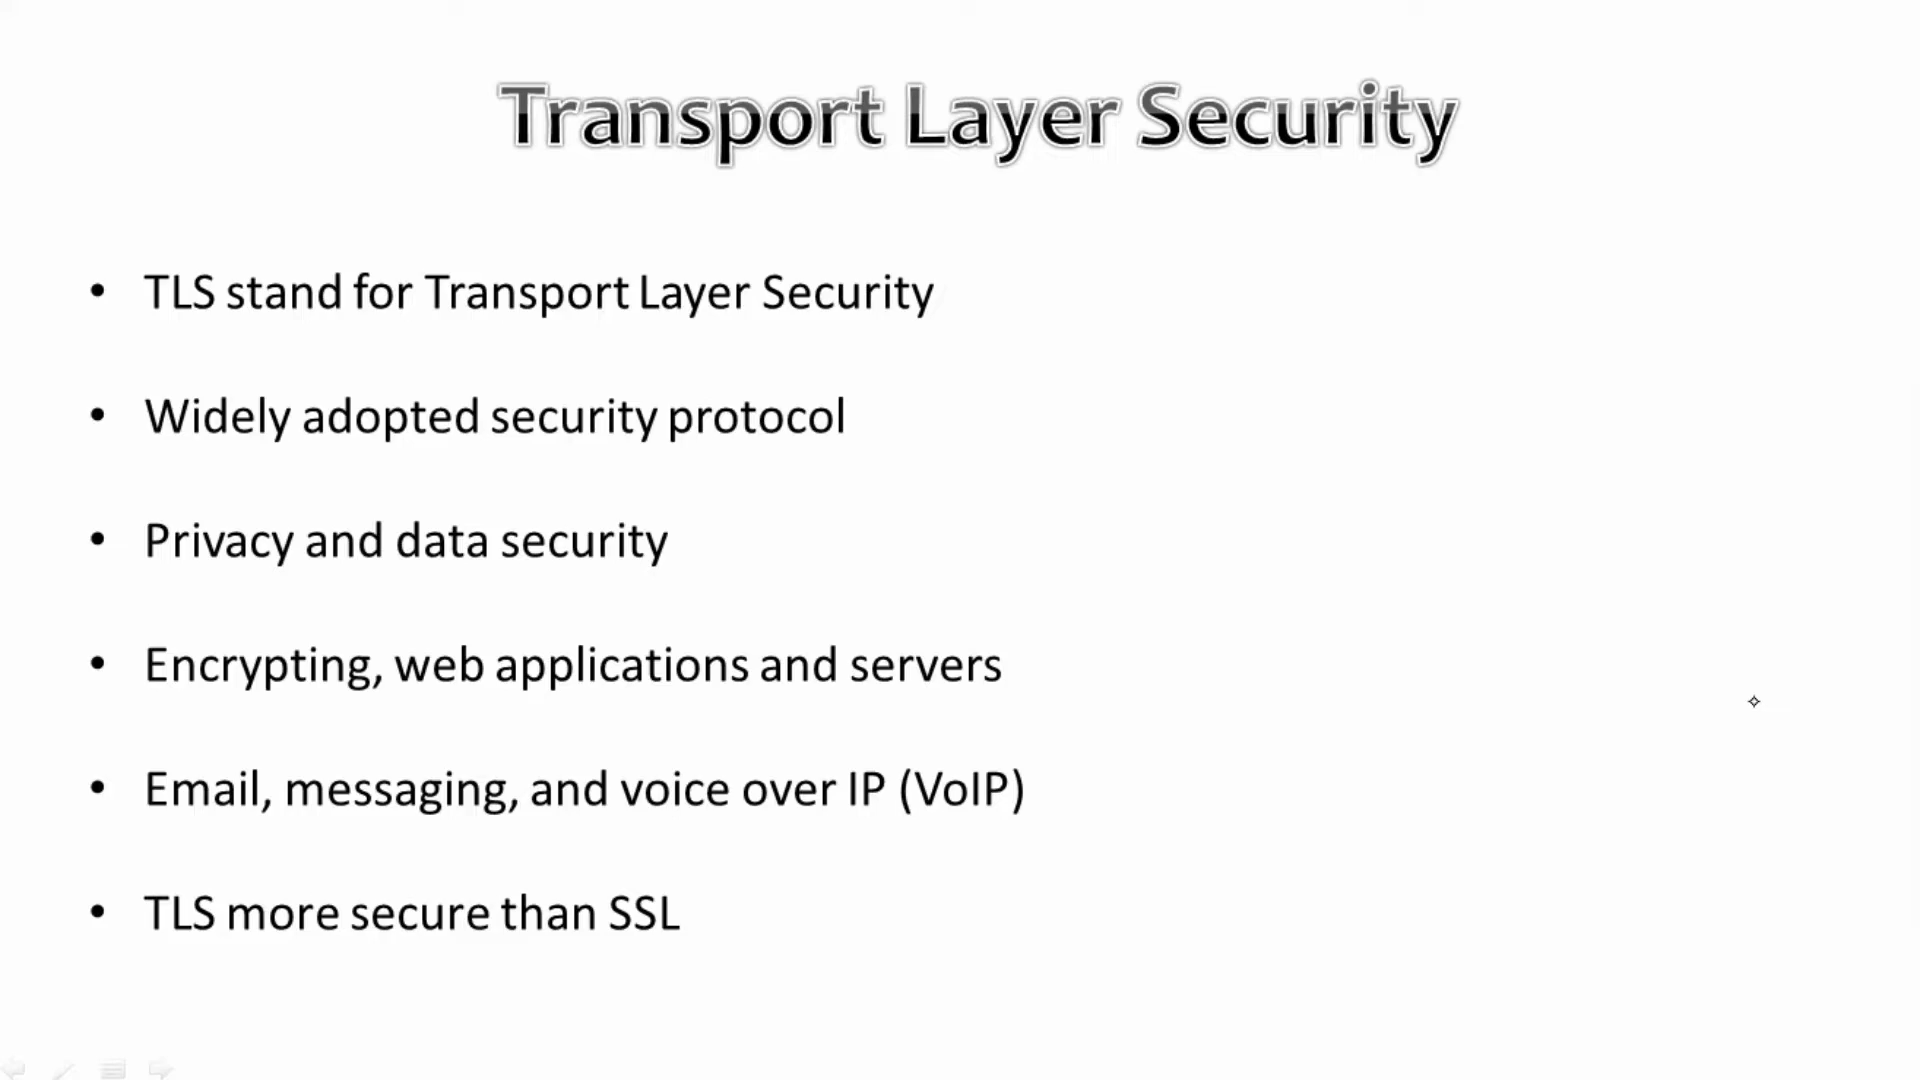 Transport Layer Security
• TLS stand for Transport Layer Security
• Widely adopted security protocol
• Privacy and data security
• Encrypting, web applications and servers
• Email, messaging, and voice over IP (VoIP)
• TLS more secure than SSL